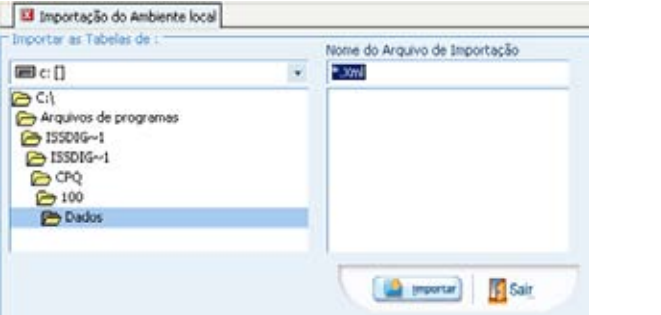 Importação do Ambiente local
Importar as Tabelas de :
Nome do Arquivo de Importação
c: []
*.xml
C:\
Arquivos de programas
ISSDIG~1
ISSDIG~1
CPQ
100
Dados
Importar
Sair